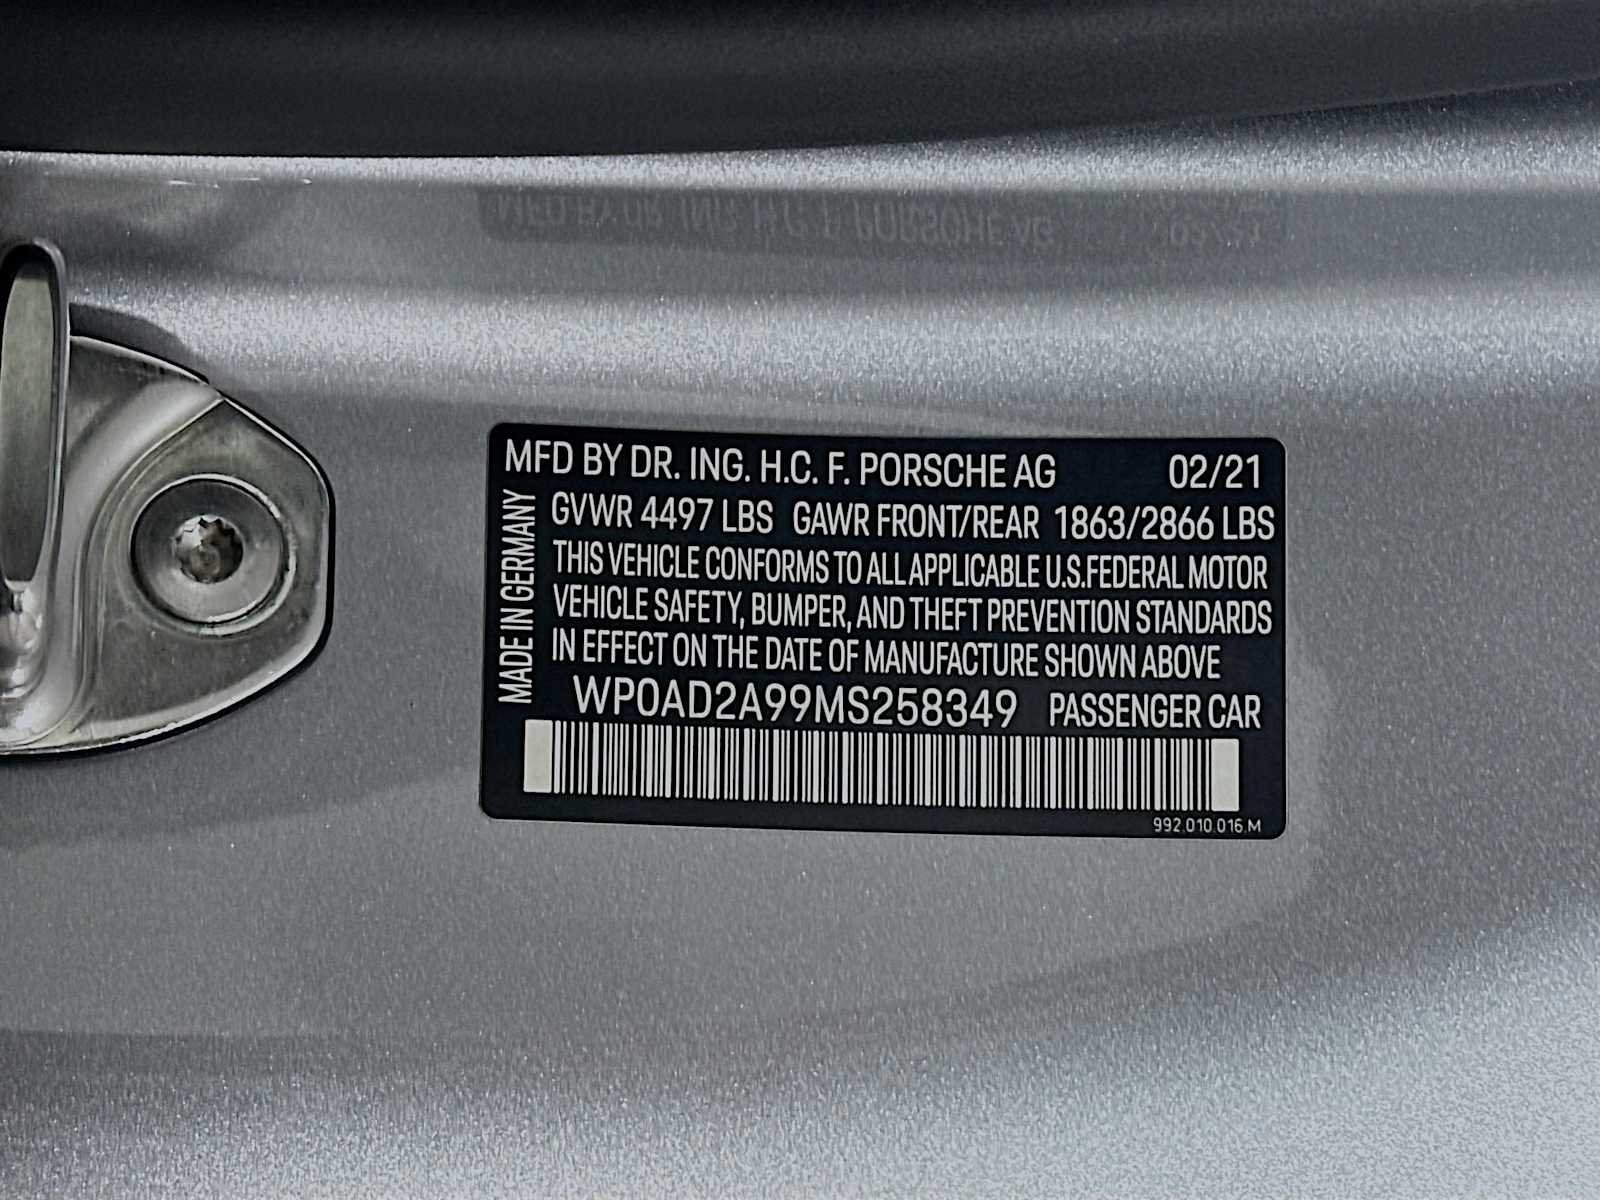 MFD BY DR. ING. H.C. F. PORSCHE AG 02/21
GVWR 4497 LBS GAWR FRONT/REAR 1863/2866 LBS
THIS VEHICLE CONFORMS TO ALL APPLICABLE U.S.FEDERAL MOTOR
VEHICLE SAFETY, BUMPER, AND THEFT PREVENTION STANDARDS
IN EFFECT ON THE DATE OF MANUFACTURE SHOWN ABOVE
MADE IN GERMANY
WP0AD2A99MS258349 PASSENGER CAR
992.010.016.M